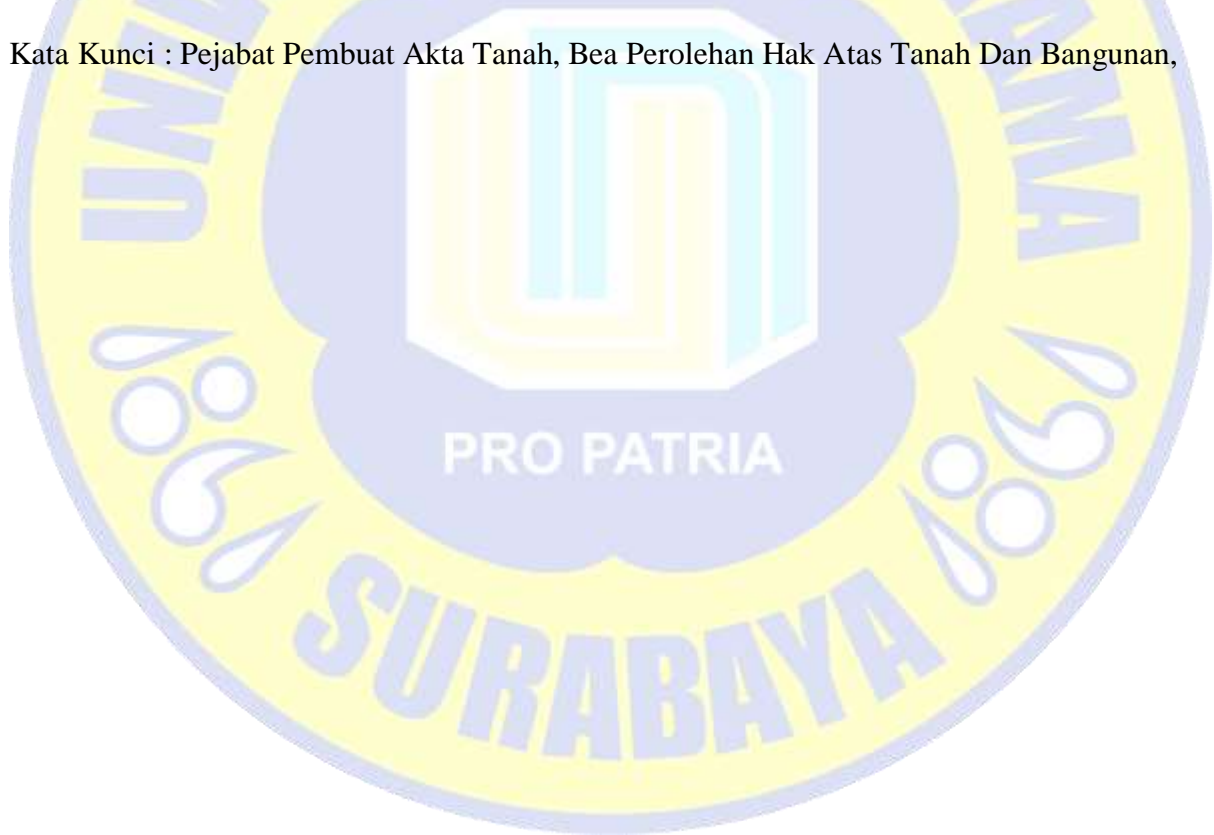 Kata Kunci : Pejabat Pembuat Akta Tanah, Bea Perolehan Hak Atas Tanah Dan Bangunan,
PRO PATRIA
SURABAYA